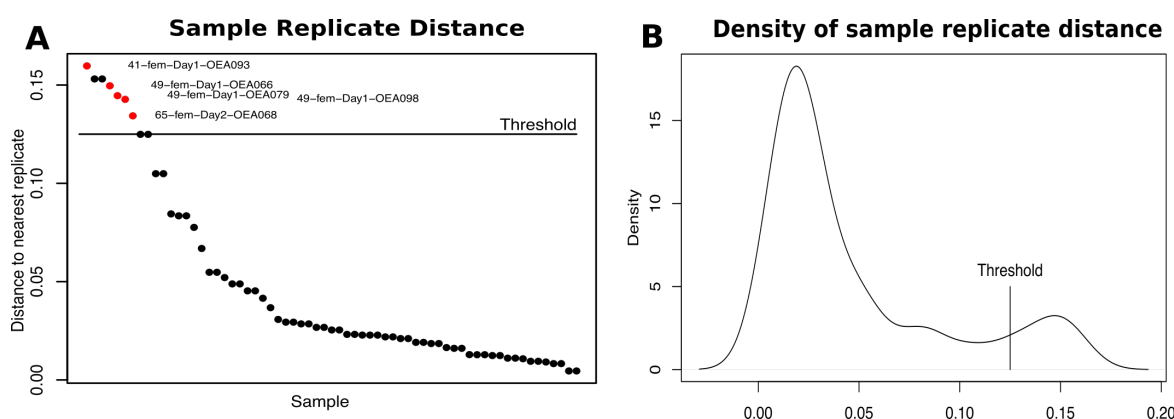 A
Sample Replicate Distance
41-fem-Day1-OEA093
49-fem-Day1-OEA066
49-fem-Day1-OEA079
49-fem-Day1-OEA098
65-fem-Day2-OEA068
Threshold
Distance to nearest replicate
0.15
0.10
0.05
0.00
Sample
B
Density of sample replicate distance
Density
15
10
5
0
Threshold
0.00 0.05 0.10 0.15 0.20